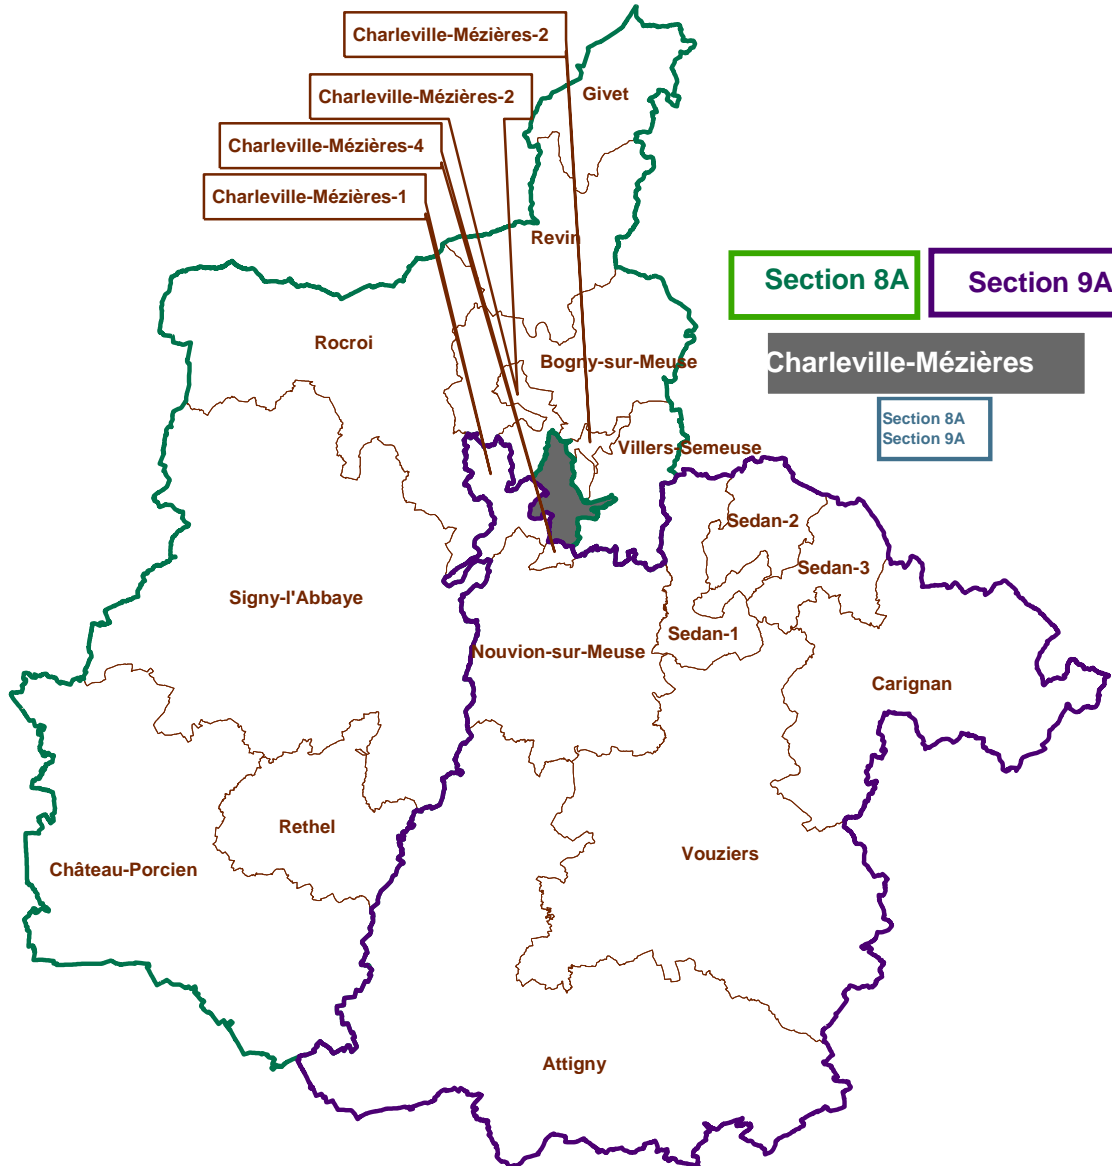 Charleville-Mézières-2
Givet
Charleville-Mézières-2
Charleville-Mézières-4
Charleville-Mézières-1
Revin
Section 8A
Section 9A
Rocroi
Bogny-sur-Meuse
Charleville-Mézières
Section 8A
Section 9A
Villers-Semeuse
Sedan-2
Sedan-3
Signy-l'Abbaye
Sedan-1
Nouvion-sur-Meuse
Carignan
Rethel
Vouziers
Château-Porcien
Attigny